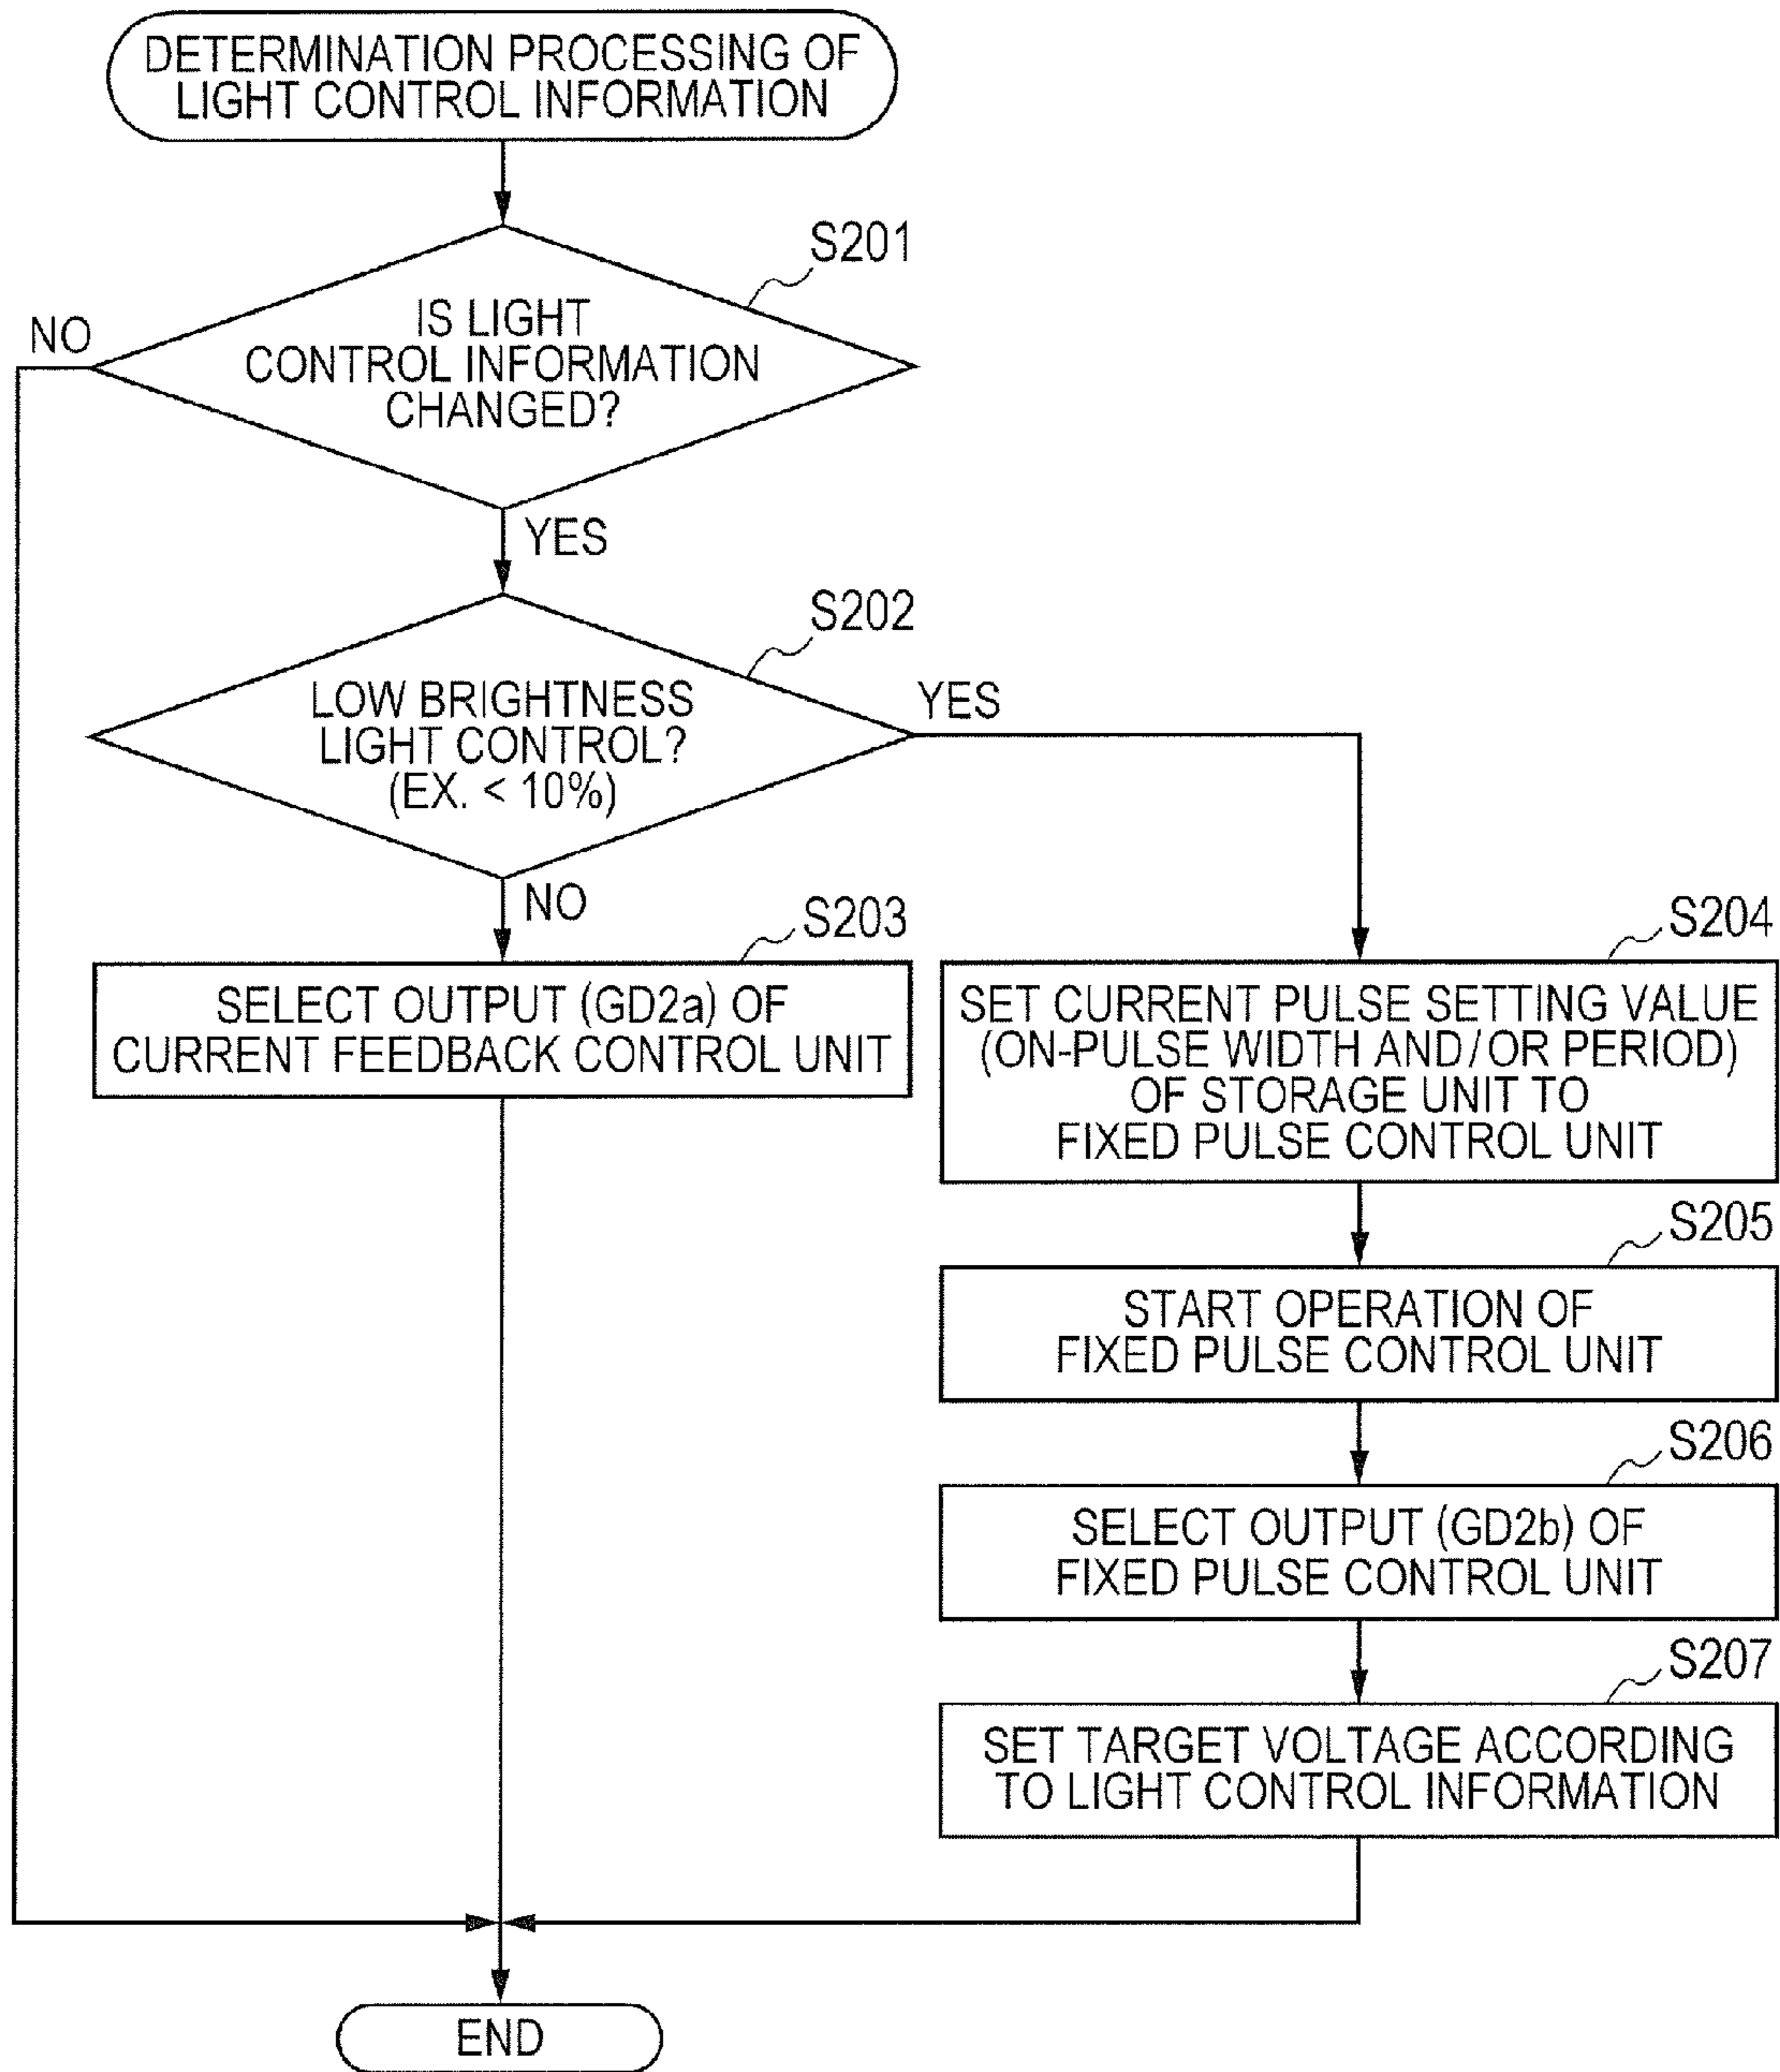 DETERMINATION PROCESSING OF
LIGHT CONTROL INFORMATION
S201
IS LIGHT
CONTROL INFORMATION
CHANGED?
NO
YES
S202
LOW BRIGHTNESS
LIGHT CONTROL?
(EX. < 10%)
YES
NO
S203
SELECT OUTPUT (GD2a) OF
CURRENT FEEDBACK CONTROL UNIT
S204
SET CURRENT PULSE SETTING VALUE
(ON-PULSE WIDTH AND/OR PERIOD)
OF STORAGE UNIT TO
FIXED PULSE CONTROL UNIT
S205
START OPERATION OF
FIXED PULSE CONTROL UNIT
S206
SELECT OUTPUT (GD2b) OF
FIXED PULSE CONTROL UNIT
S207
SET TARGET VOLTAGE ACCORDING
TO LIGHT CONTROL INFORMATION
END